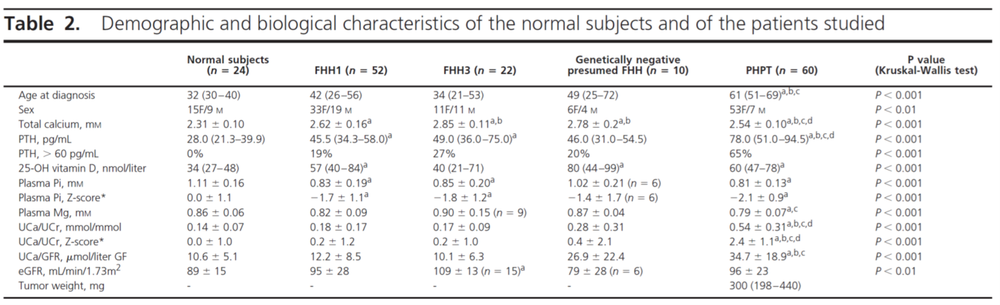 Table 2. Demographic and biological characteristics of the normal subjects and of the patients studied
Normal subjects (n = 24) FHH1 (n = 52) FHH3 (n = 22) Genetically negative presumed FHH (n = 10) PHPT (n = 60) P value (Kruskal-Wallis test)
Age at diagnosis 32 (30–40) 42 (26–56) 34 (21–53) 49 (25–72) 61 (51–69)a,b,c P < 0.001
Sex 15F/9 M 33F/19 M 11F/11 M 6F/4 M 53F/7 M P < 0.01
Total calcium, mM 2.31 ± 0.10 2.62 ± 0.16a 2.85 ± 0.11a,b 2.78 ± 0.2a,b 2.54 ± 0.10a,b,c,d P < 0.001
PTH, pg/mL 28.0 (21.3–39.9) 45.5 (34.3–58.0)a 49.0 (36.0–75.0)a 46.0 (31.0–54.5) 78.0 (51.0–94.5)a,b,c,d P < 0.001
PTH, > 60 pg/mL 0% 19% 27% 20% 65% P < 0.001
25-OH vitamin D, nmol/liter 34 (27–48) 57 (40–84)a 40 (21–71) 80 (44–99)a 60 (47–78)a P < 0.001
Plasma Pi, mM 1.11 ± 0.16 0.83 ± 0.19a 0.85 ± 0.20a 1.02 ± 0.21 (n = 6) 0.81 ± 0.13a P < 0.001
Plasma Pi, Z-score* 0.0 ± 1.1 −1.7 ± 1.1a −1.8 ± 1.2a −1.4 ± 1.7 (n = 6) −2.1 ± 0.9a P < 0.001
Plasma Mg, mM 0.86 ± 0.06 0.82 ± 0.09 0.90 ± 0.15 (n = 9) 0.87 ± 0.04 0.79 ± 0.07a,c P < 0.001
UCa/UCr, mmol/mmol 0.14 ± 0.07 0.18 ± 0.17 0.17 ± 0.09 0.28 ± 0.31 0.54 ± 0.31a,b,c,d P < 0.001
UCa/UCr, Z-score* 0.0 ± 1.0 0.2 ± 1.2 0.2 ± 1.0 0.4 ± 2.1 2.4 ± 1.1a,b,c,d P < 0.001
UCa/GFR, μmol/liter GF 10.6 ± 5.1 12.2 ± 8.5 10.1 ± 6.3 26.9 ± 22.4 34.7 ± 18.9a,b,c P < 0.001
eGFR, mL/min/1.73m2 89 ± 15 95 ± 28 109 ± 13 (n = 15)a 79 ± 28 (n = 6) 96 ± 23 P < 0.01
Tumor weight, mg - - - - 300 (198–440)